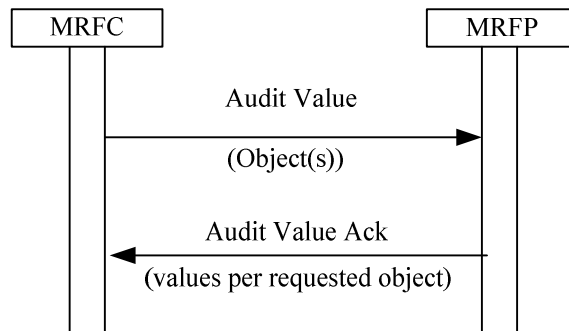 MRFC
MRFP
Audit Value
(Object(s))
Audit Value Ack
(values per requested object)